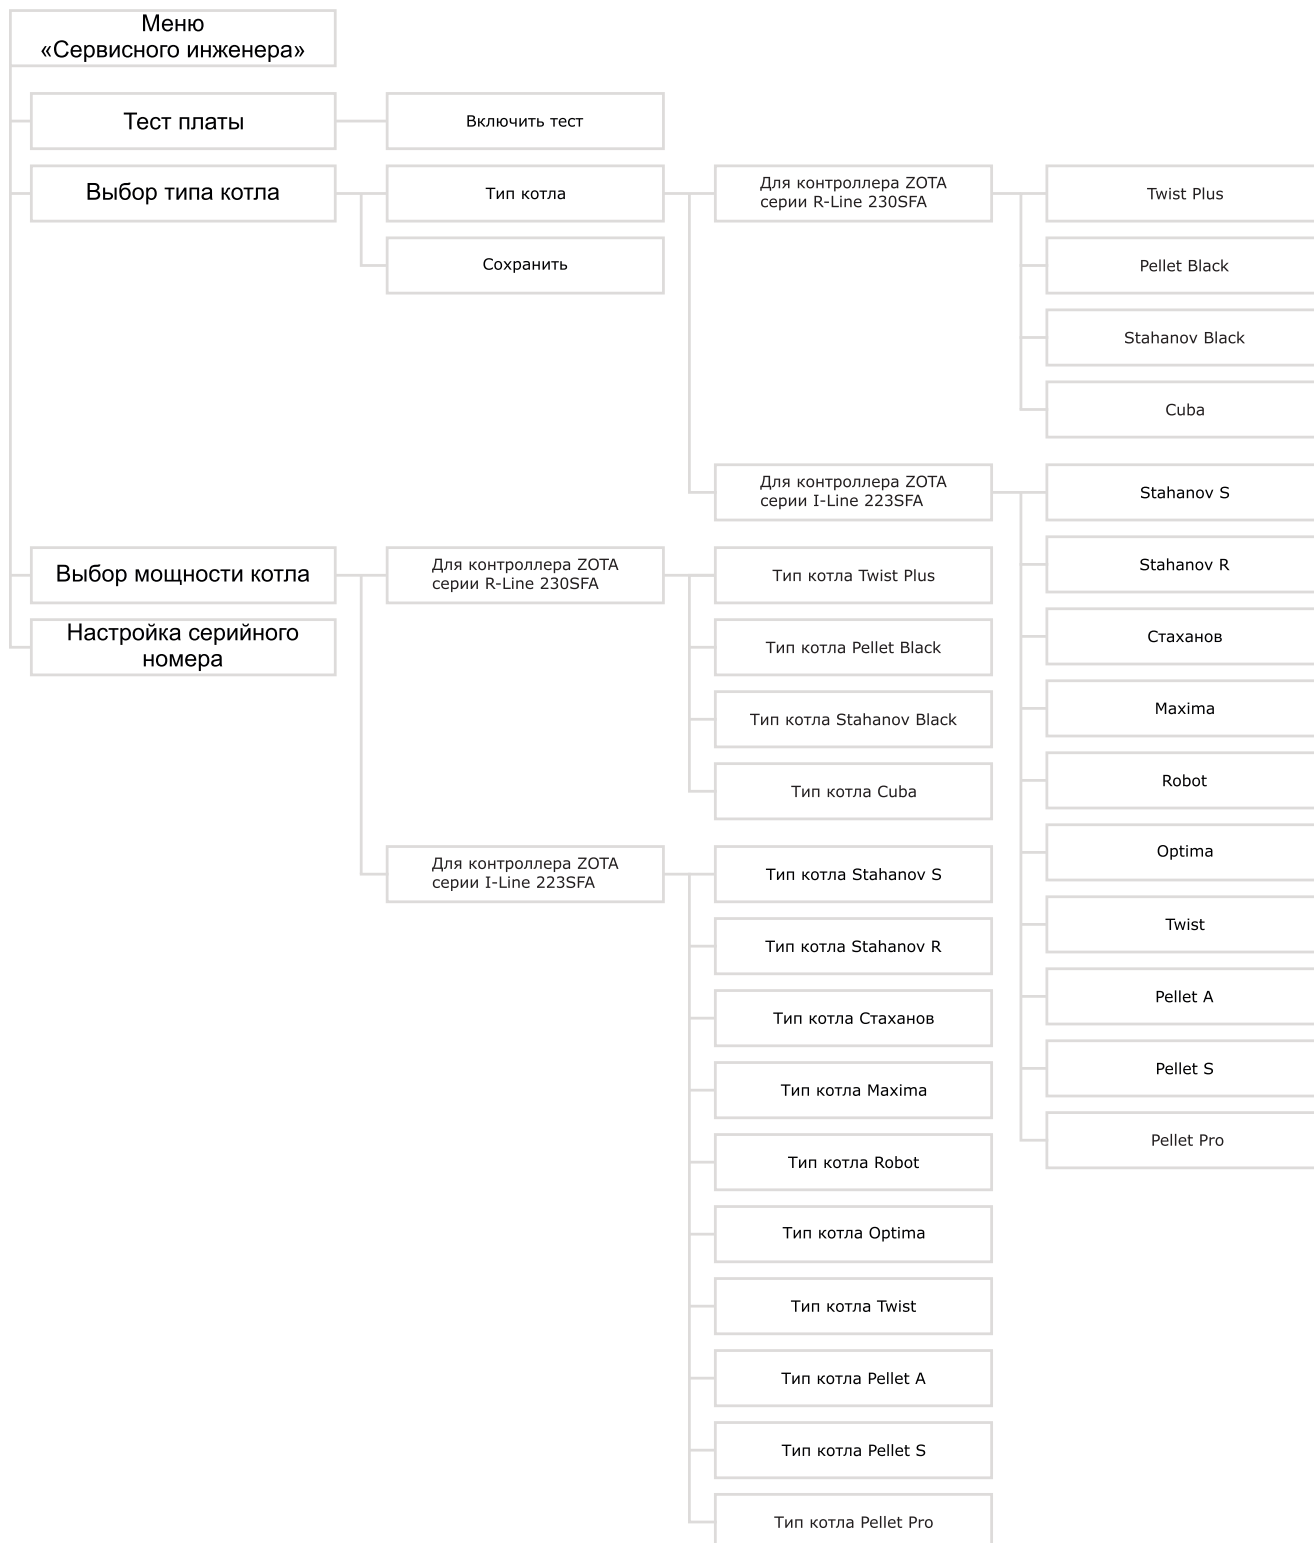 Меню
«Сервисного инженера»
Тест платы
Включить тест
Выбор типа котла
Тип котла
Для контроллера ZOTA
серии R-Line 230SFA
Twist Plus
Pellet Black
Stahanov Black
Cuba
Для контроллера ZOTA
серии I-Line 223SFA
Stahanov S
Stahanov R
Стаханов
Maxima
Robot
Optima
Twist
Pellet A
Pellet S
Pellet Pro
Сохранить
Выбор мощности котла
Для контроллера ZOTA
серии R-Line 230SFA
Тип котла Twist Plus
Тип котла Pellet Black
Тип котла Stahanov Black
Тип котла Cuba
Для контроллера ZOTA
серии I-Line 223SFA
Тип котла Stahanov S
Тип котла Stahanov R
Тип котла Стаханов
Тип котла Maxima
Тип котла Robot
Тип котла Optima
Тип котла Twist
Тип котла Pellet A
Тип котла Pellet S
Тип котла Pellet Pro
Настройка серийного
номера